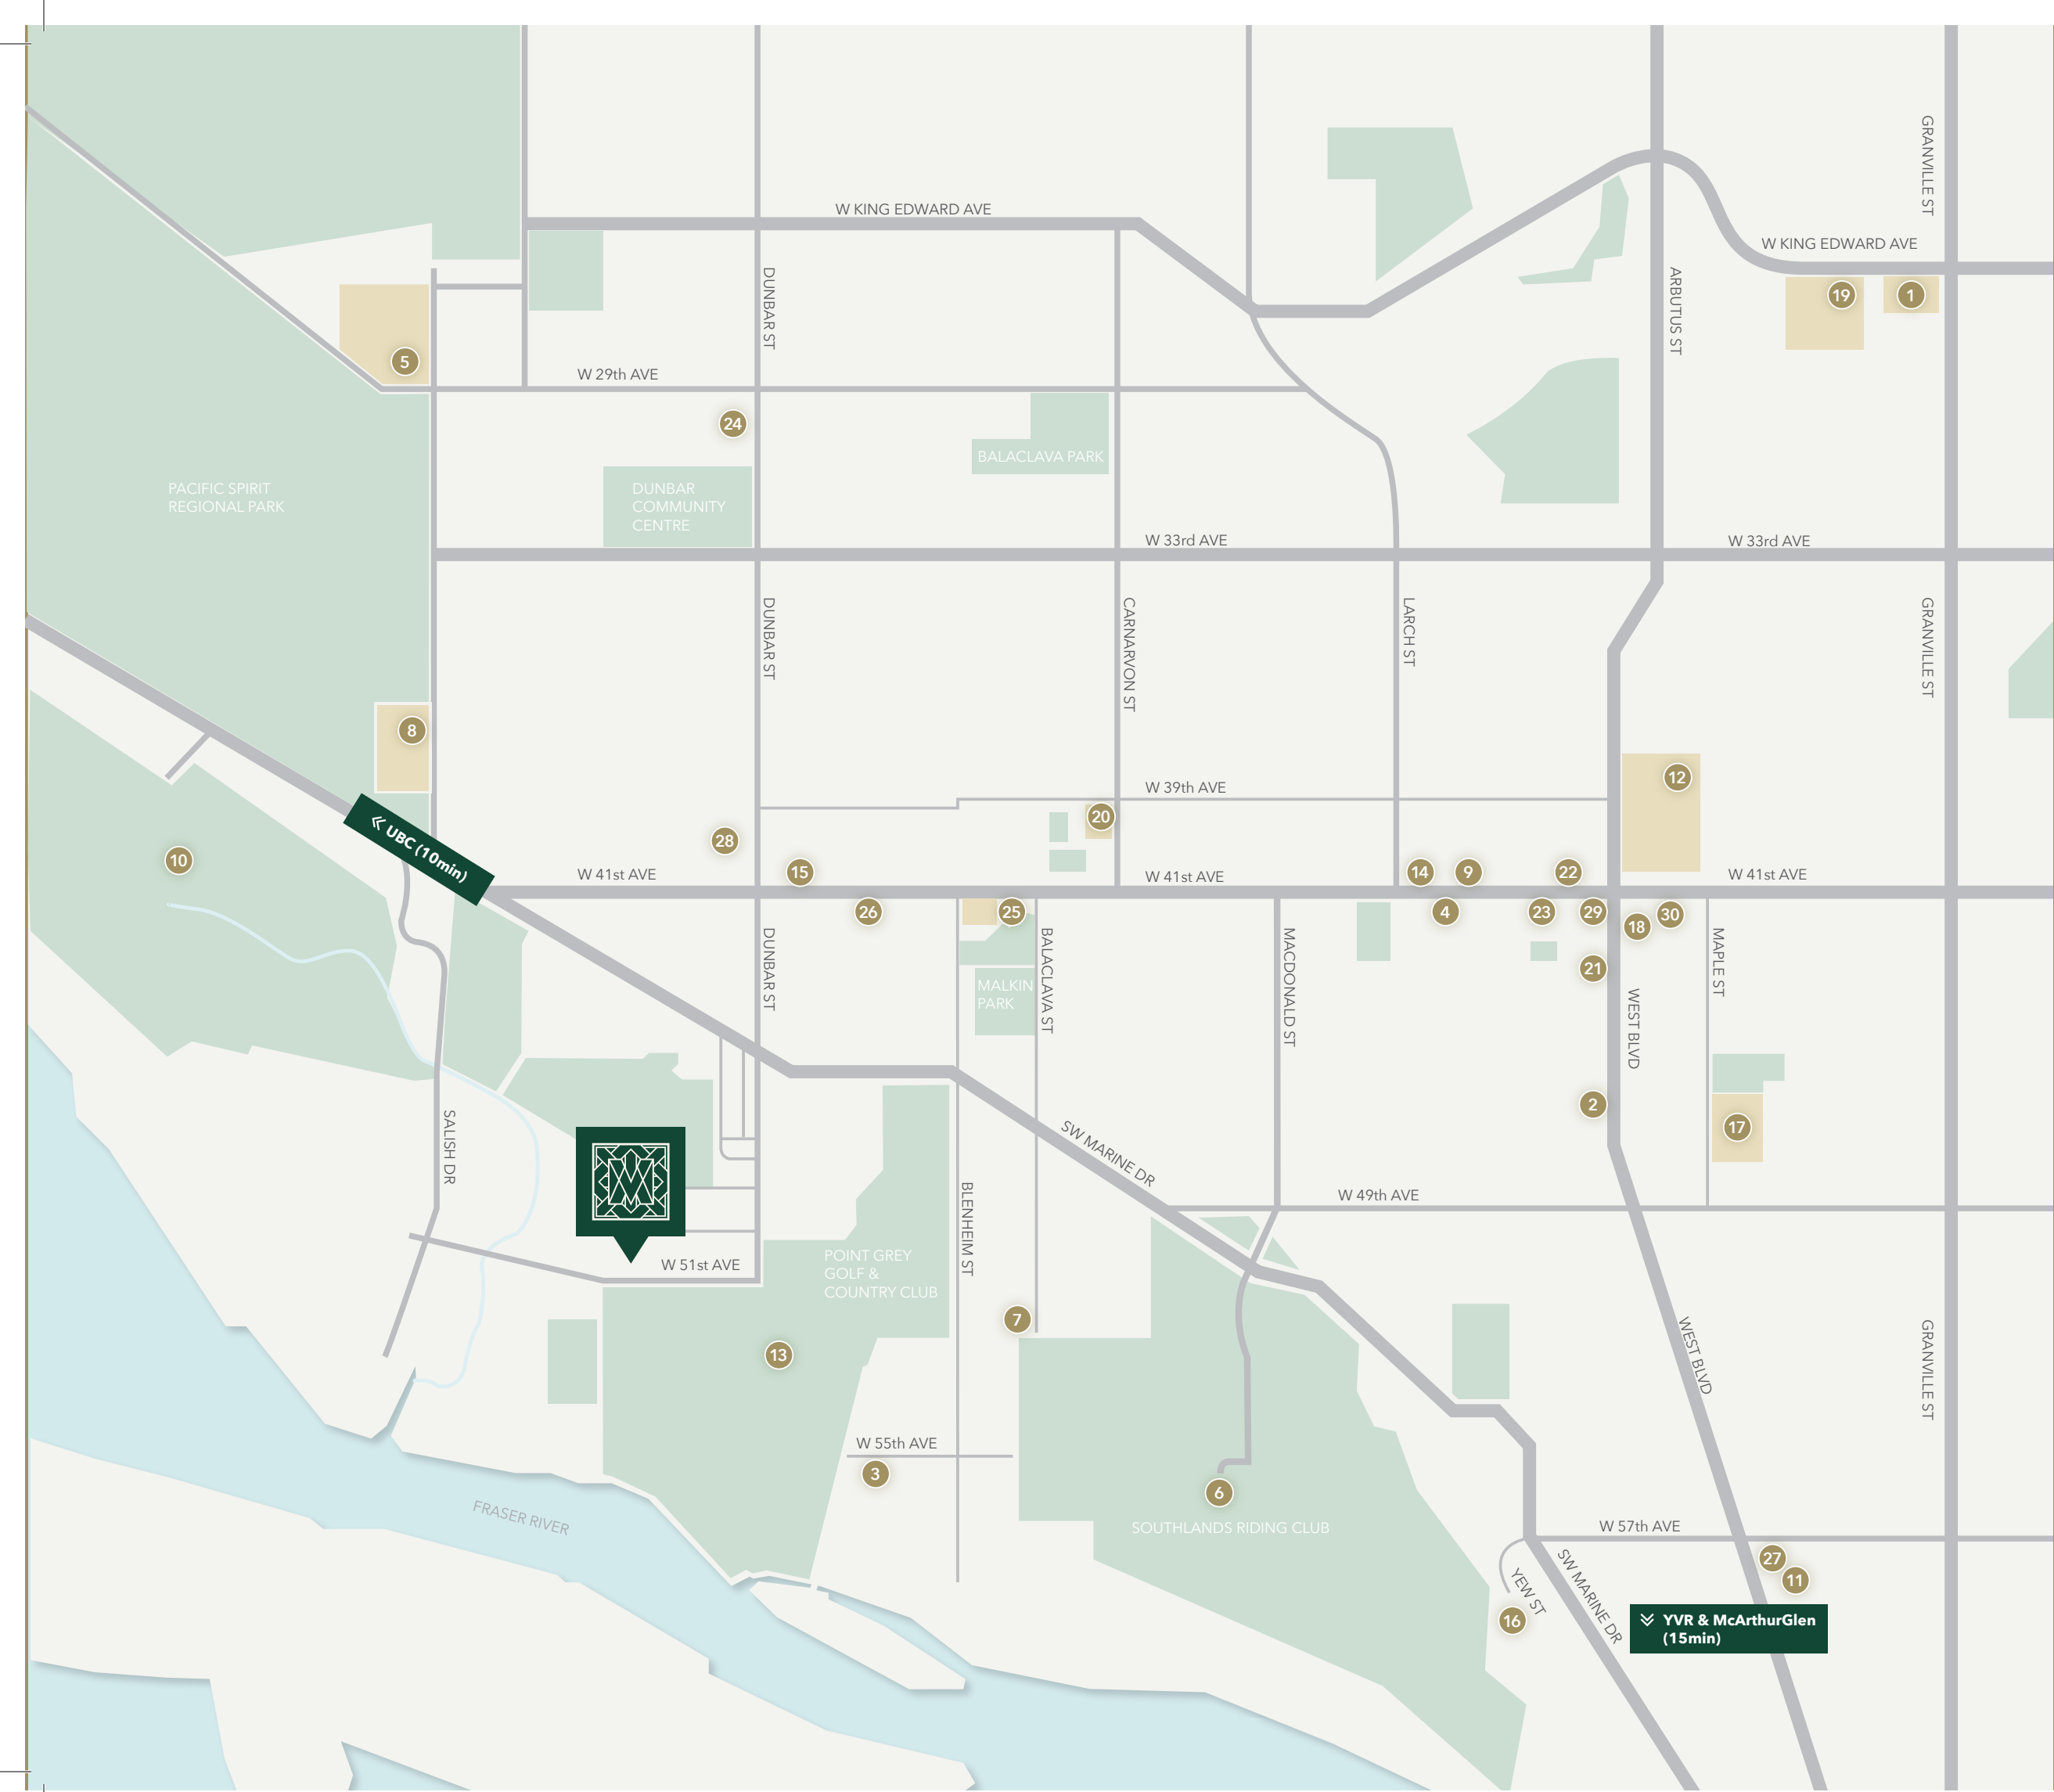 GRANVILLE ST
W KING EDWARD AVE
W KING EDWARD AVE
DUNBAR ST
ARBUTUS ST
19
1
5
W 29th AVE
24
BALACLAVA PARK
PACIFIC SPIRIT
REGIONAL PARK
DUNBAR
COMMUNITY
CENTRE
W 33rd AVE
W 33rd AVE
DUNBAR ST
CARNARVON ST
LARCH ST
GRANVILLE ST
8
12
W 39th AVE
20
UBC (10min)
28
10
15
W 41st AVE
W 41st AVE
14
9
22
W 41st AVE
26
25
4
23
29
18
30
DUNBAR ST
BALACLAVA ST
MACDONALD ST
MAPLE ST
21
MALKIN
PARK
WEST BLVD
2
17
SALISH DR
SW MARINE DR
M
W 49th AVE
BLENHEIM ST
W 51st AVE
POINT GREY
GOLF &
COUNTRY CLUB
7
13
WEST BLVD
GRANVILLE ST
W 55th AVE
3
6
FRASER RIVER
SOUTHLANDS RIDING CLUB
W 57th AVE
27
11
YEW ST
SW MARINE DR
16
YVR & McArthurGlen
(15min)